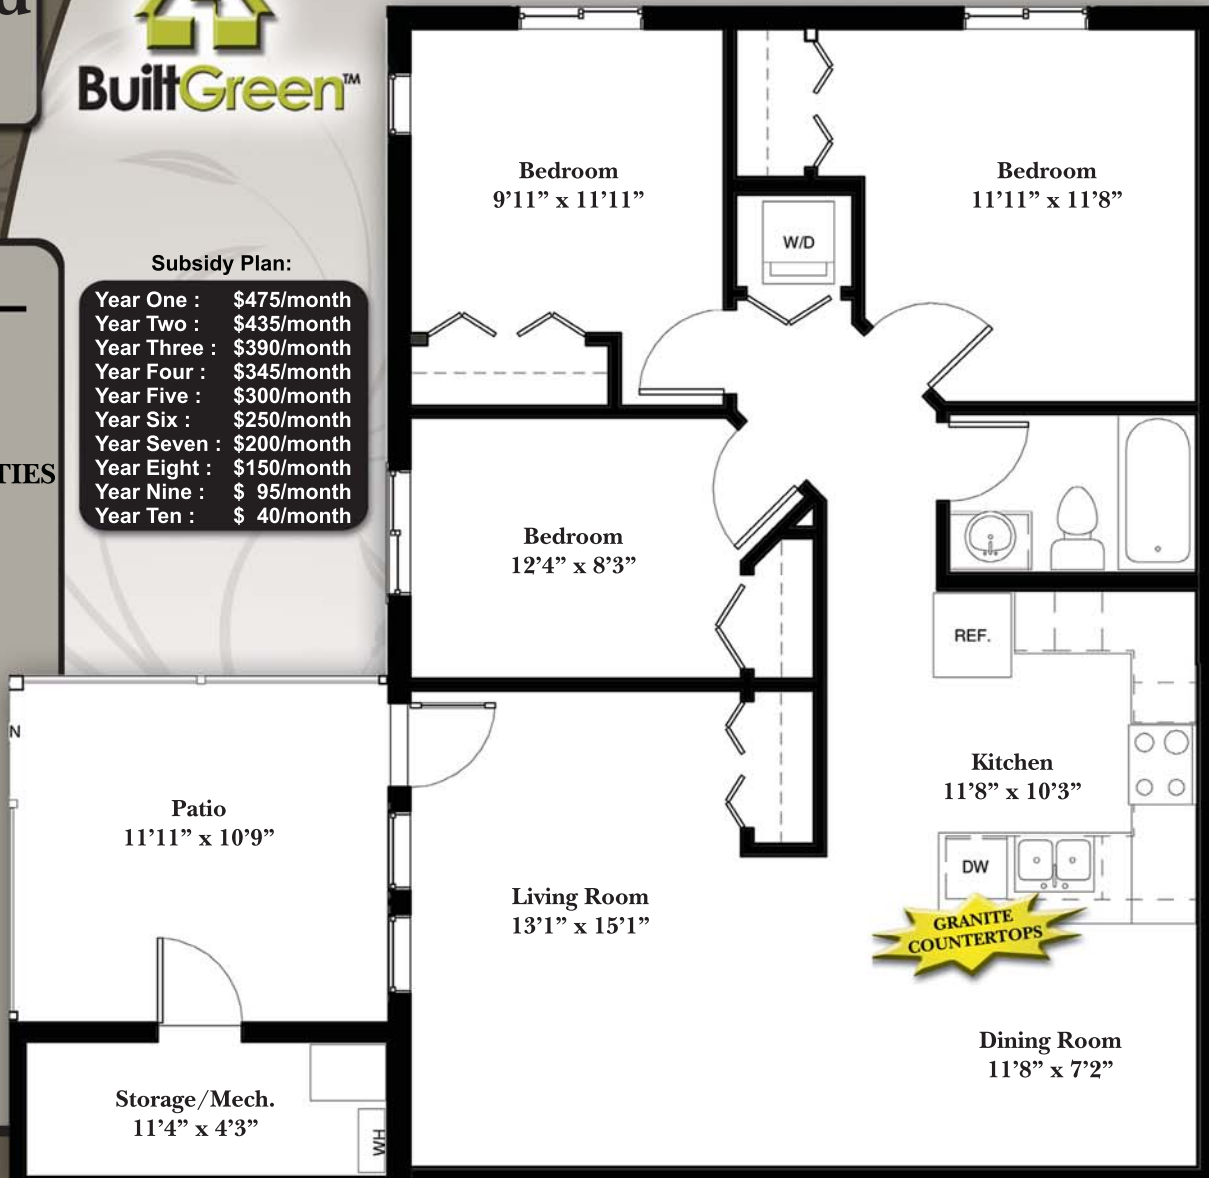 BuiltGreen™
Subsidy Plan:
Year One : $475/month
Year Two : $435/month
Year Three : $390/month
Year Four : $345/month
Year Five : $300/month
Year Six : $250/month
Year Seven : $200/month
Year Eight : $150/month
Year Nine : $ 95/month
Year Ten : $ 40/month
TIES
Bedroom
9'11” x 11'11”
Bedroom
11'11” x 11'8”
W/D
Bedroom
12'4” x 8'3”
REF.
Kitchen
11'8” x 10'3”
DW
GRANITE
COUNTERTOPS
N
Patio
11’11” x 10’9”
Living Room
13'1” x 15'1”
Dining Room
11’8” x 7’2”
Storage/Mech.
11'4” x 4'3”
WH